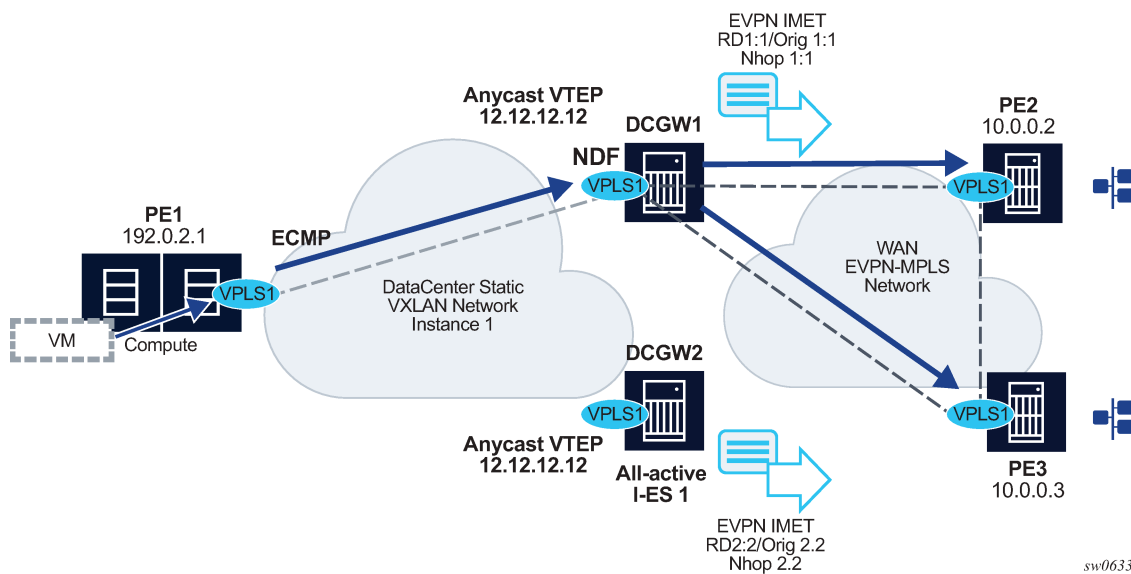 EVPN IMET
RD1:1/Orig 1:1
Nhop 1:1
Anycast VTEP
12.12.12.12
DCGW1
PE2
10.0.0.2
NDF
VPLS1
VPLS1
PE1
192.0.2.1
ECMP
WAN
EVPN-MPLS
Network
DataCenter Static
VXLAN Network
Instance 1
VPLS1
VM
Compute
DCGW2
VPLS1
VPLS1
Anycast VTEP
12.12.12.12
All-active
I-ES 1
PE3
10.0.0.3
EVPN IMET
RD2:2/Orig 2.2
Nhop 2.2
sw0633